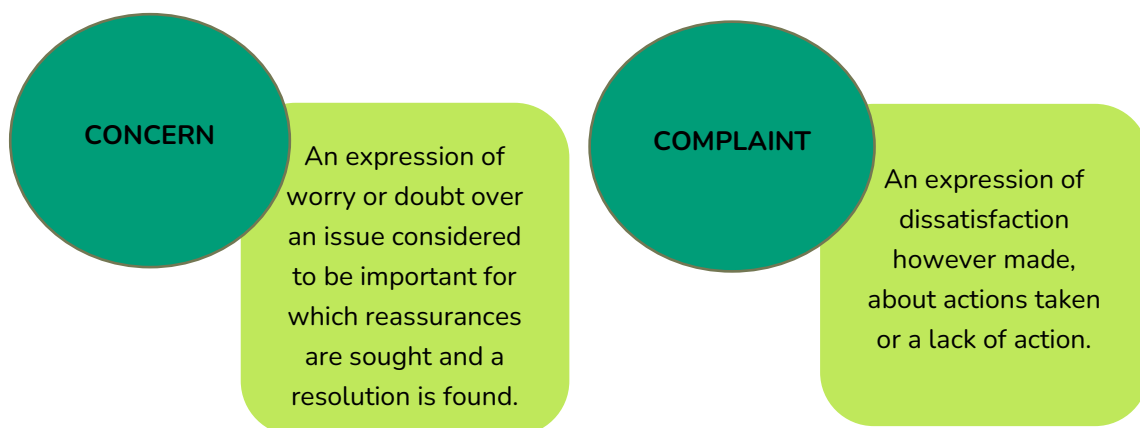 CONCERN
An expression of
worry or doubt over
an issue considered
to be important for
which reassurances
are sought and a
resolution is found.
COMPLAINT
An expression of
dissatisfaction
however made,
about actions taken
or a lack of action.